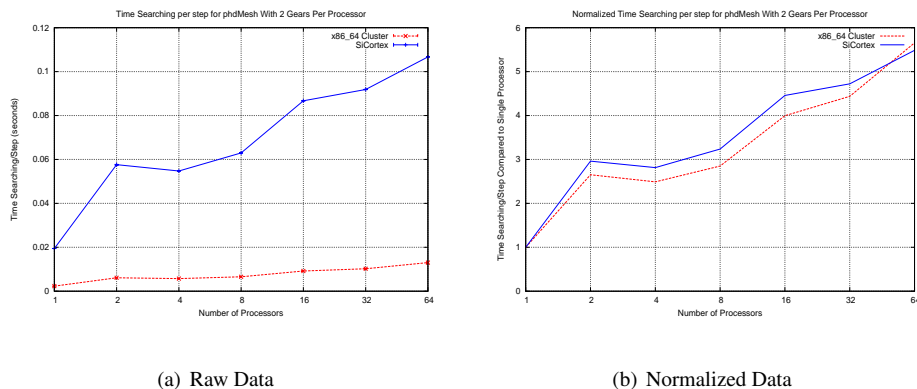 Time Searching per step for phdMesh With 2 Gears Per Processor
0.12
0.1
0.08
0.06
0.04
0.02
0
1
2
4
8
16
32
64
Time Searching/Step (seconds)
Number of Processors
x86_64 Cluster
SiCortex
(a) Raw Data
Normalized Time Searching per step for phdMesh With 2 Gears Per Processor
6
5
4
3
2
1
0
1
2
4
8
16
32
64
Time Searching/Step Compared to Single Processor
Number of Processors
x86_64 Cluster
SiCortex
(b) Normalized Data